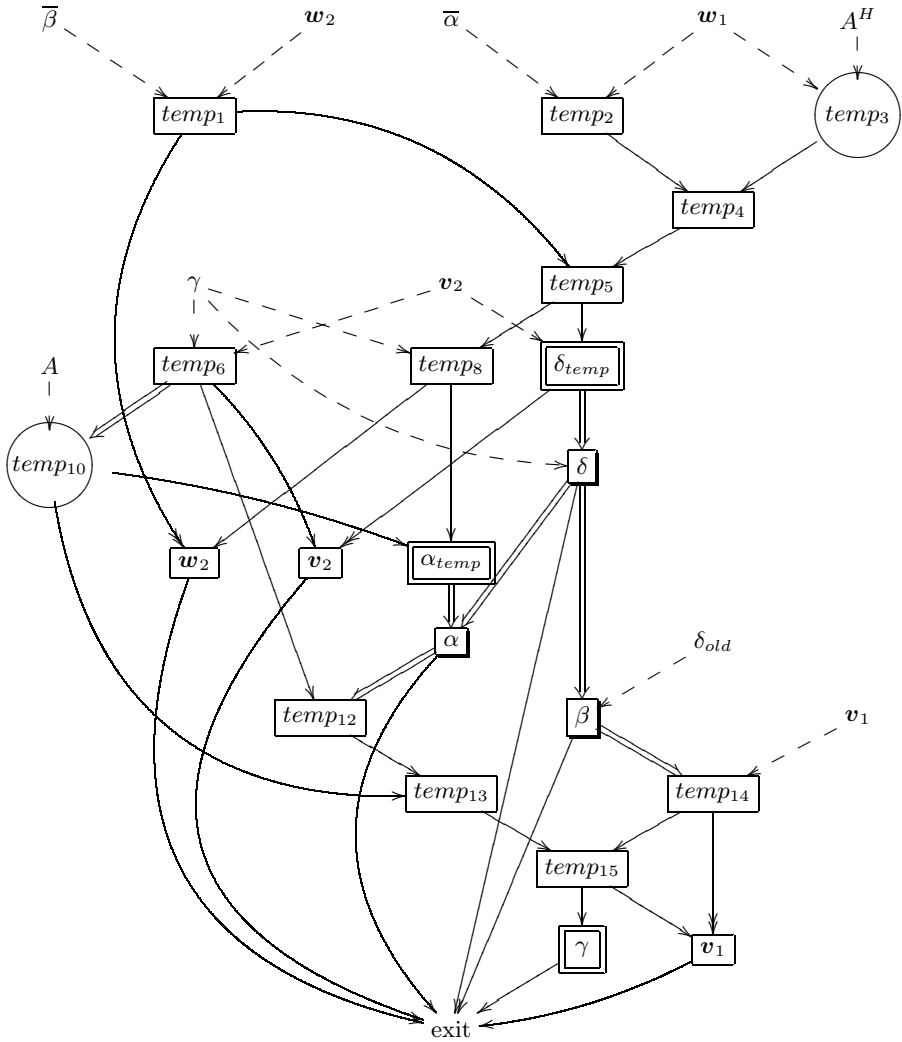 β̅ 𝒘₂ α̅ 𝒘₁ Aᴴ
temp₁ temp₂ temp₃
temp₄
γ 𝒗₂ temp₅
A temp₆ temp₈ δ_temp
temp₁₀ δ
𝒘₂ 𝒗₂ α_temp
α δ_old
temp₁₂ β 𝒗₁
temp₁₃ temp₁₄
temp₁₅
γ 𝒗₁
exit